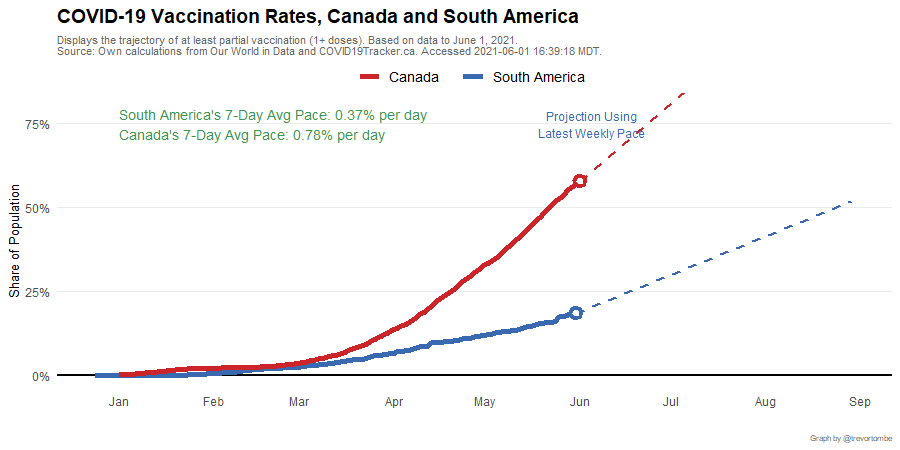 COVID-19 Vaccination Rates, Canada and South America
Displays the trajectory of at least partial vaccination (1+ doses). Based on data to June 1, 2021.
Source: Own calculations from Our World in Data and COVID19Tracker.ca. Accessed 2021-06-01 16:39:18 MDT.
Canada South America
South America's 7-Day Avg Pace: 0.37% per day
Canada's 7-Day Avg Pace: 0.78% per day
Projection Using
Latest Weekly Pace
Share of Population
75%
50%
25%
0%
Jan Feb Mar Apr May Jun Jul Aug Sep
Graph by @trevortombe